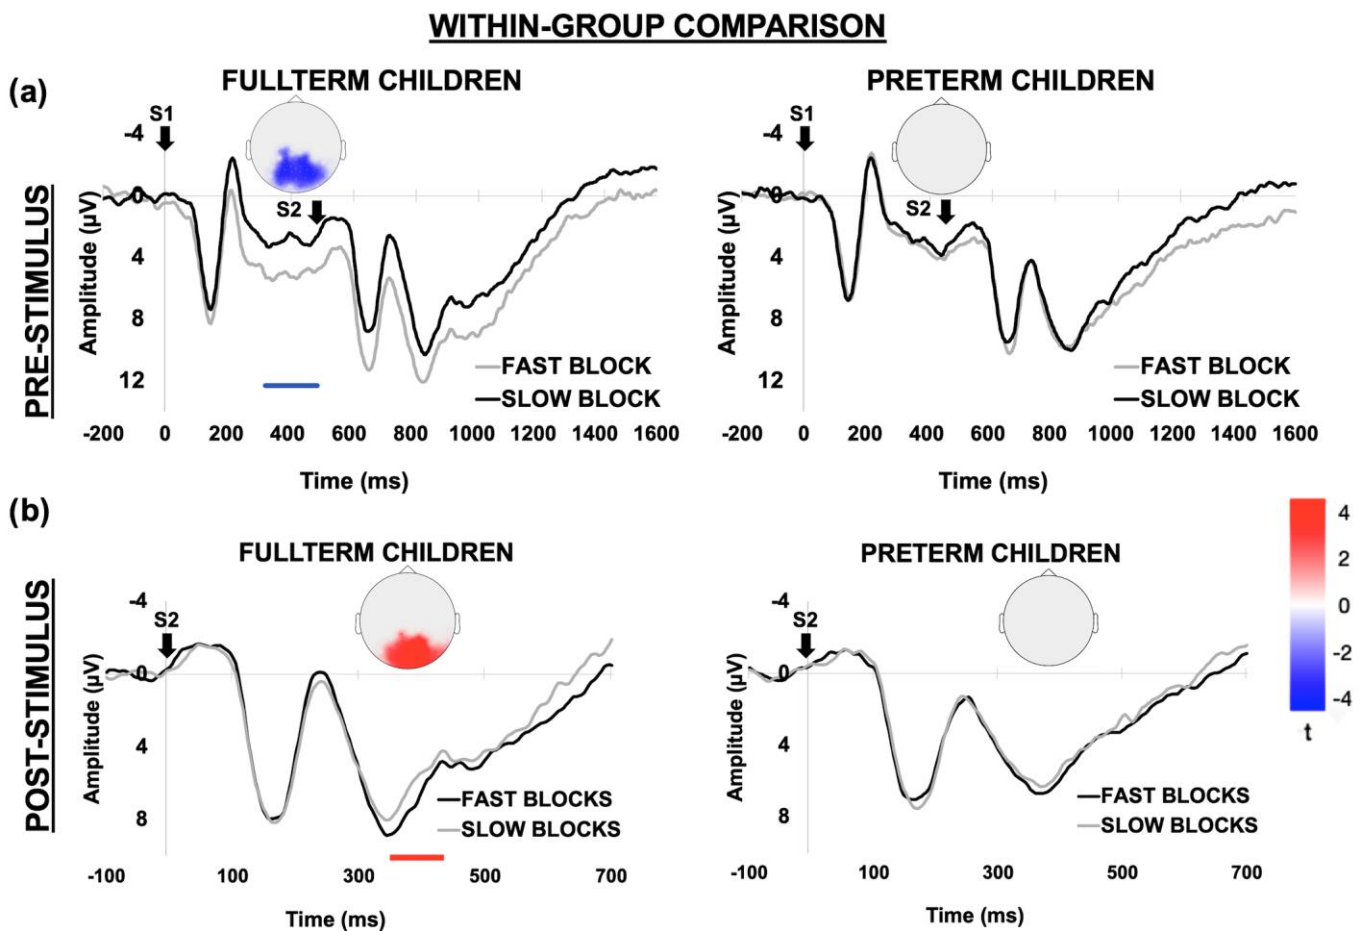 WITHIN-GROUP COMPARISON
(a)
PRE-STIMULUS
FULLTERM CHILDREN
S1
S2
Amplitude (µV)
-4
0
4
8
12
FAST BLOCK
SLOW BLOCK
-200 0 200 400 600 800 1000 1200 1400 1600
Time (ms)
PRETERM CHILDREN
S1
S2
Amplitude (µV)
-4
0
4
8
12
FAST BLOCK
SLOW BLOCK
-200 0 200 400 600 800 1000 1200 1400 1600
Time (ms)
(b)
POST-STIMULUS
FULLTERM CHILDREN
S2
Amplitude (µV)
-4
0
4
8
FAST BLOCKS
SLOW BLOCKS
-100 100 300 500 700
Time (ms)
PRETERM CHILDREN
S2
Amplitude (µV)
-4
0
4
8
FAST BLOCKS
SLOW BLOCKS
-100 100 300 500 700
Time (ms)
4
2
0
-2
-4
t